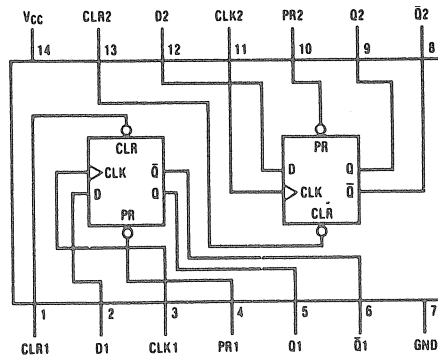 VCC CLR2 D2 CLK2 PR2 Q2 Q̄2
14 13 12 11 10 9 8
CLR PR
CLK Q̄ D Q
D Q CLK Q̄
PR CLR
1 2 3 4 5 6 7
CLR1 D1 CLK1 PR1 Q1 Q̄1 GND